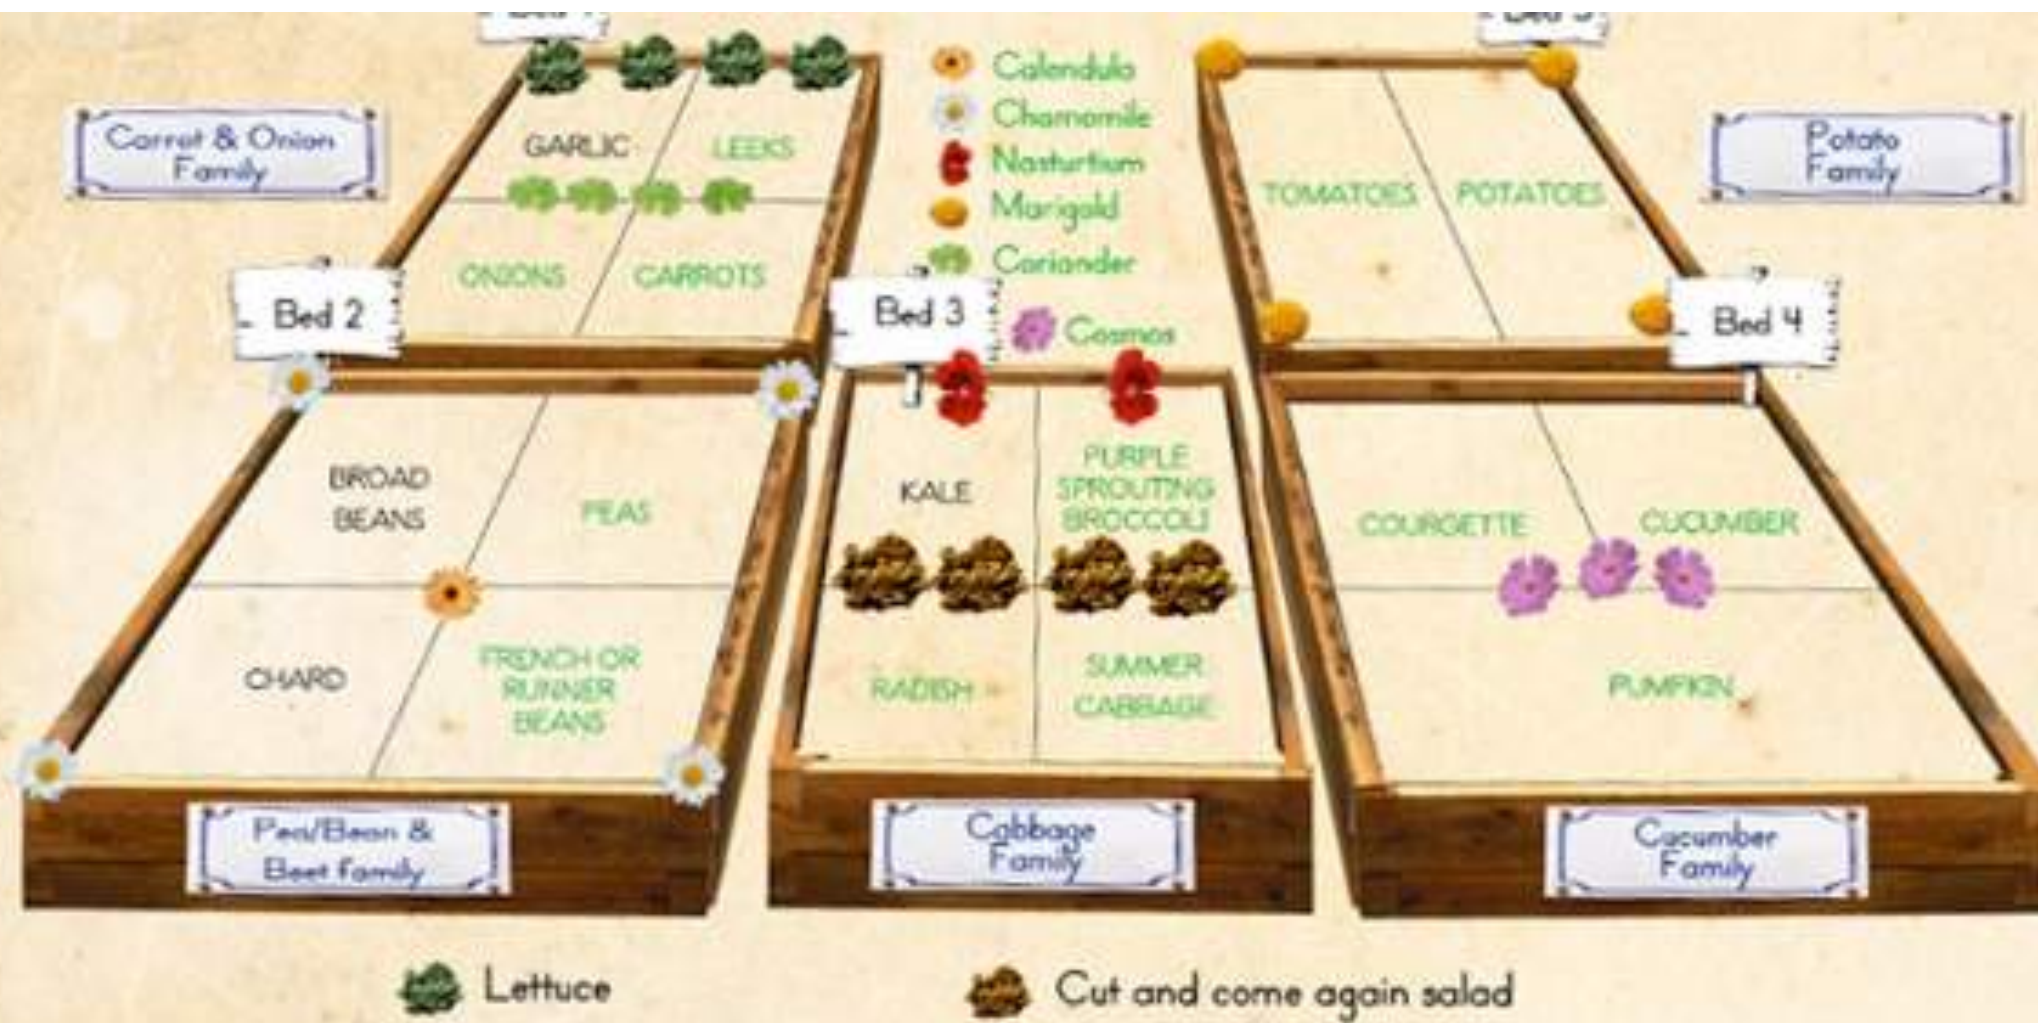 Carrot & Onion
Family
GARLIC
LEEKS
ONIONS
CARROTS
Calendula
Chamomile
Nasturtium
Marigold
Coriander
Cosmos
TOMATOES
POTATOES
Potato
Family
Bed 2
Bed 3
Bed 4
BROAD
BEANS
PEAS
CHARD
FRENCH OR
RUNNER
BEANS
KALE
PURPLE
SPROUTING
BROCCOLI
RADISH
SUMMER
CABBAGE
COURGETTE
CUCUMBER
PUMPKIN
Pea/Bean &
Beet family
Cabbage
Family
Cucumber
Family
Lettuce
Cut and come again salad